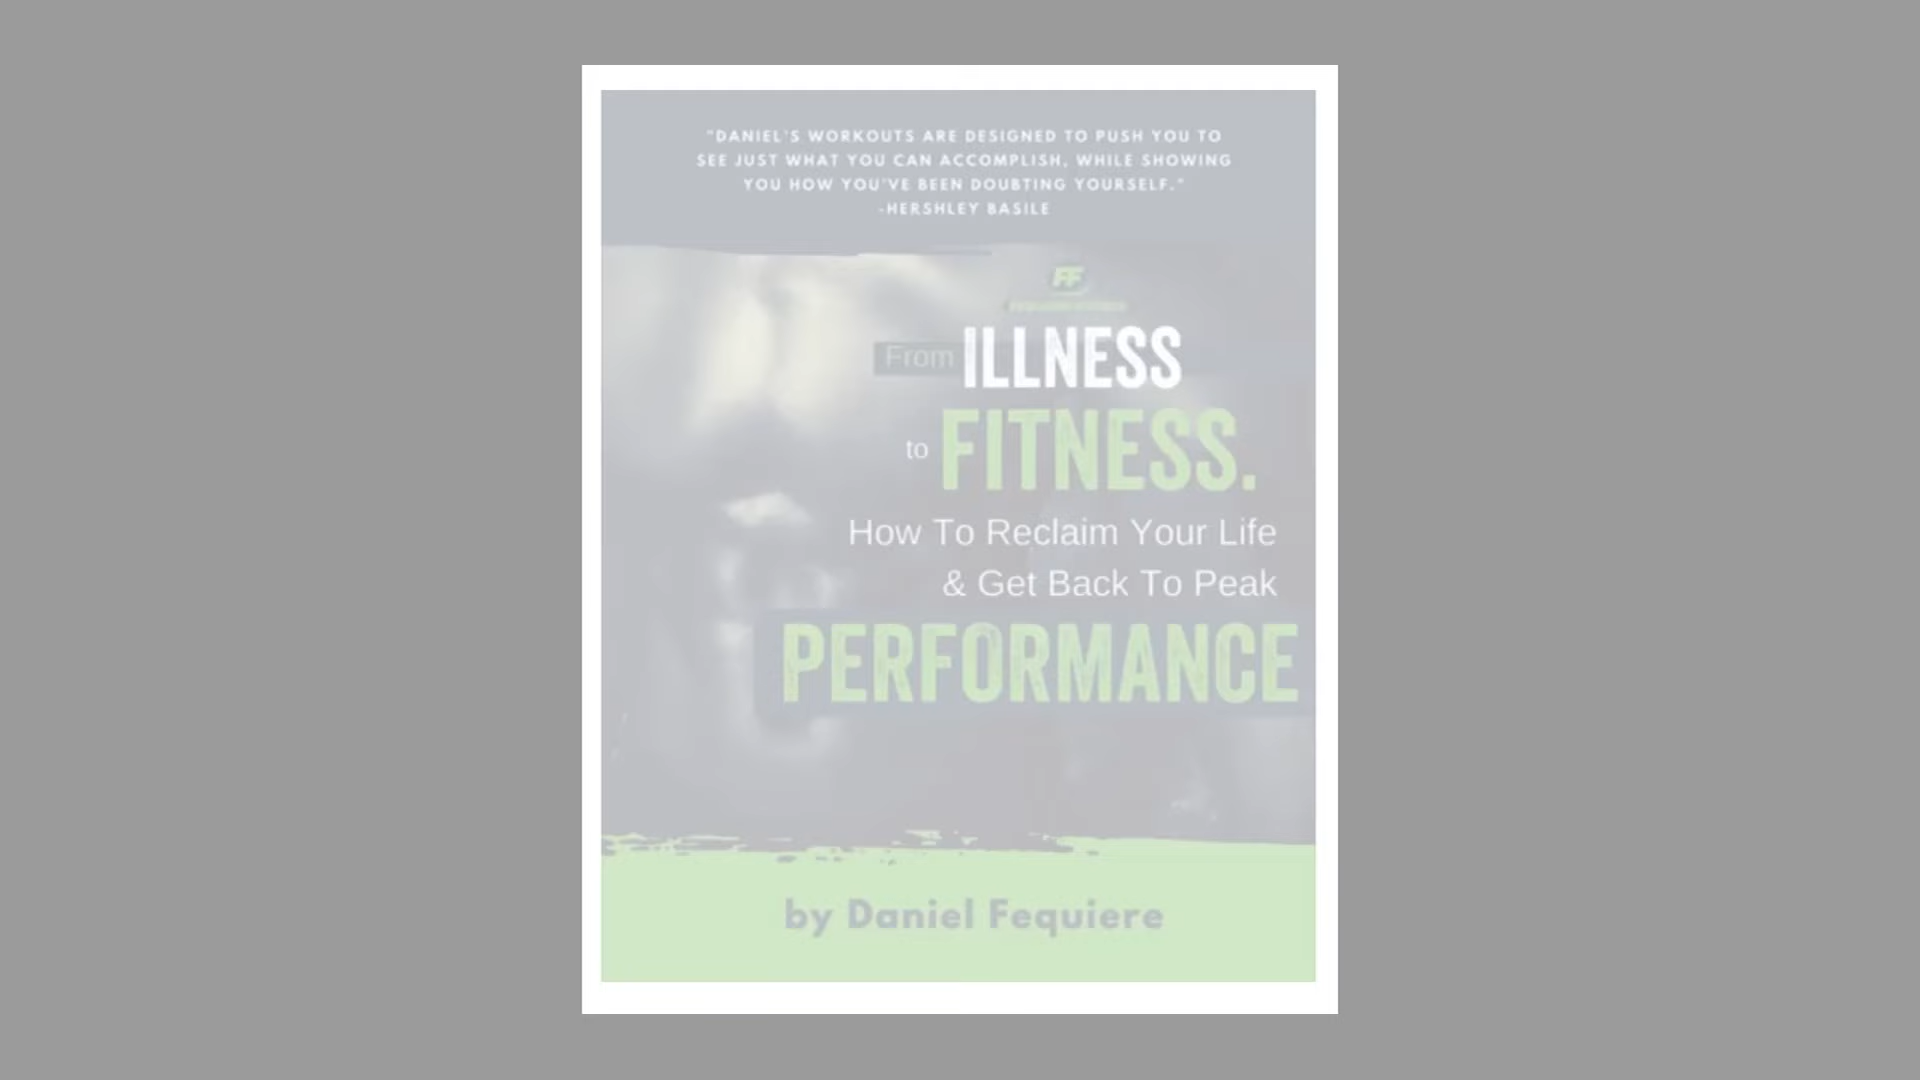 "DANIEL'S WORKOUTS ARE DESIGNED TO PUSH YOU TO
SEE JUST WHAT YOU CAN ACCOMPLISH, WHILE SHOWING
YOU HOW YOU'VE BEEN DOUBTING YOURSELF."
-HERSHLEY BASILE
FF
From ILLNESS
to FITNESS.
How To Reclaim Your Life
& Get Back To Peak
PERFORMANCE
by Daniel Fequiere